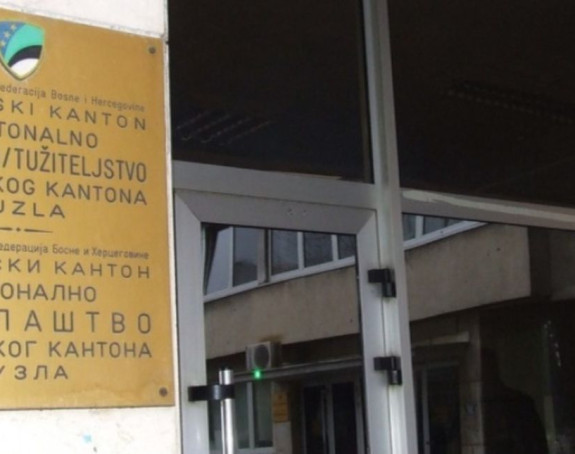 Federacija Bosne i Hercegovine
SKI KANTON
TONALNO
/TUŽITELJSTVO
KOG KANTONA
UZLA
едерација Босне и Херцеговине
СКИ КАНТОН
ОНАЛНО
ЛАШТВО
КОГ КАНТОНА
УЗЛА